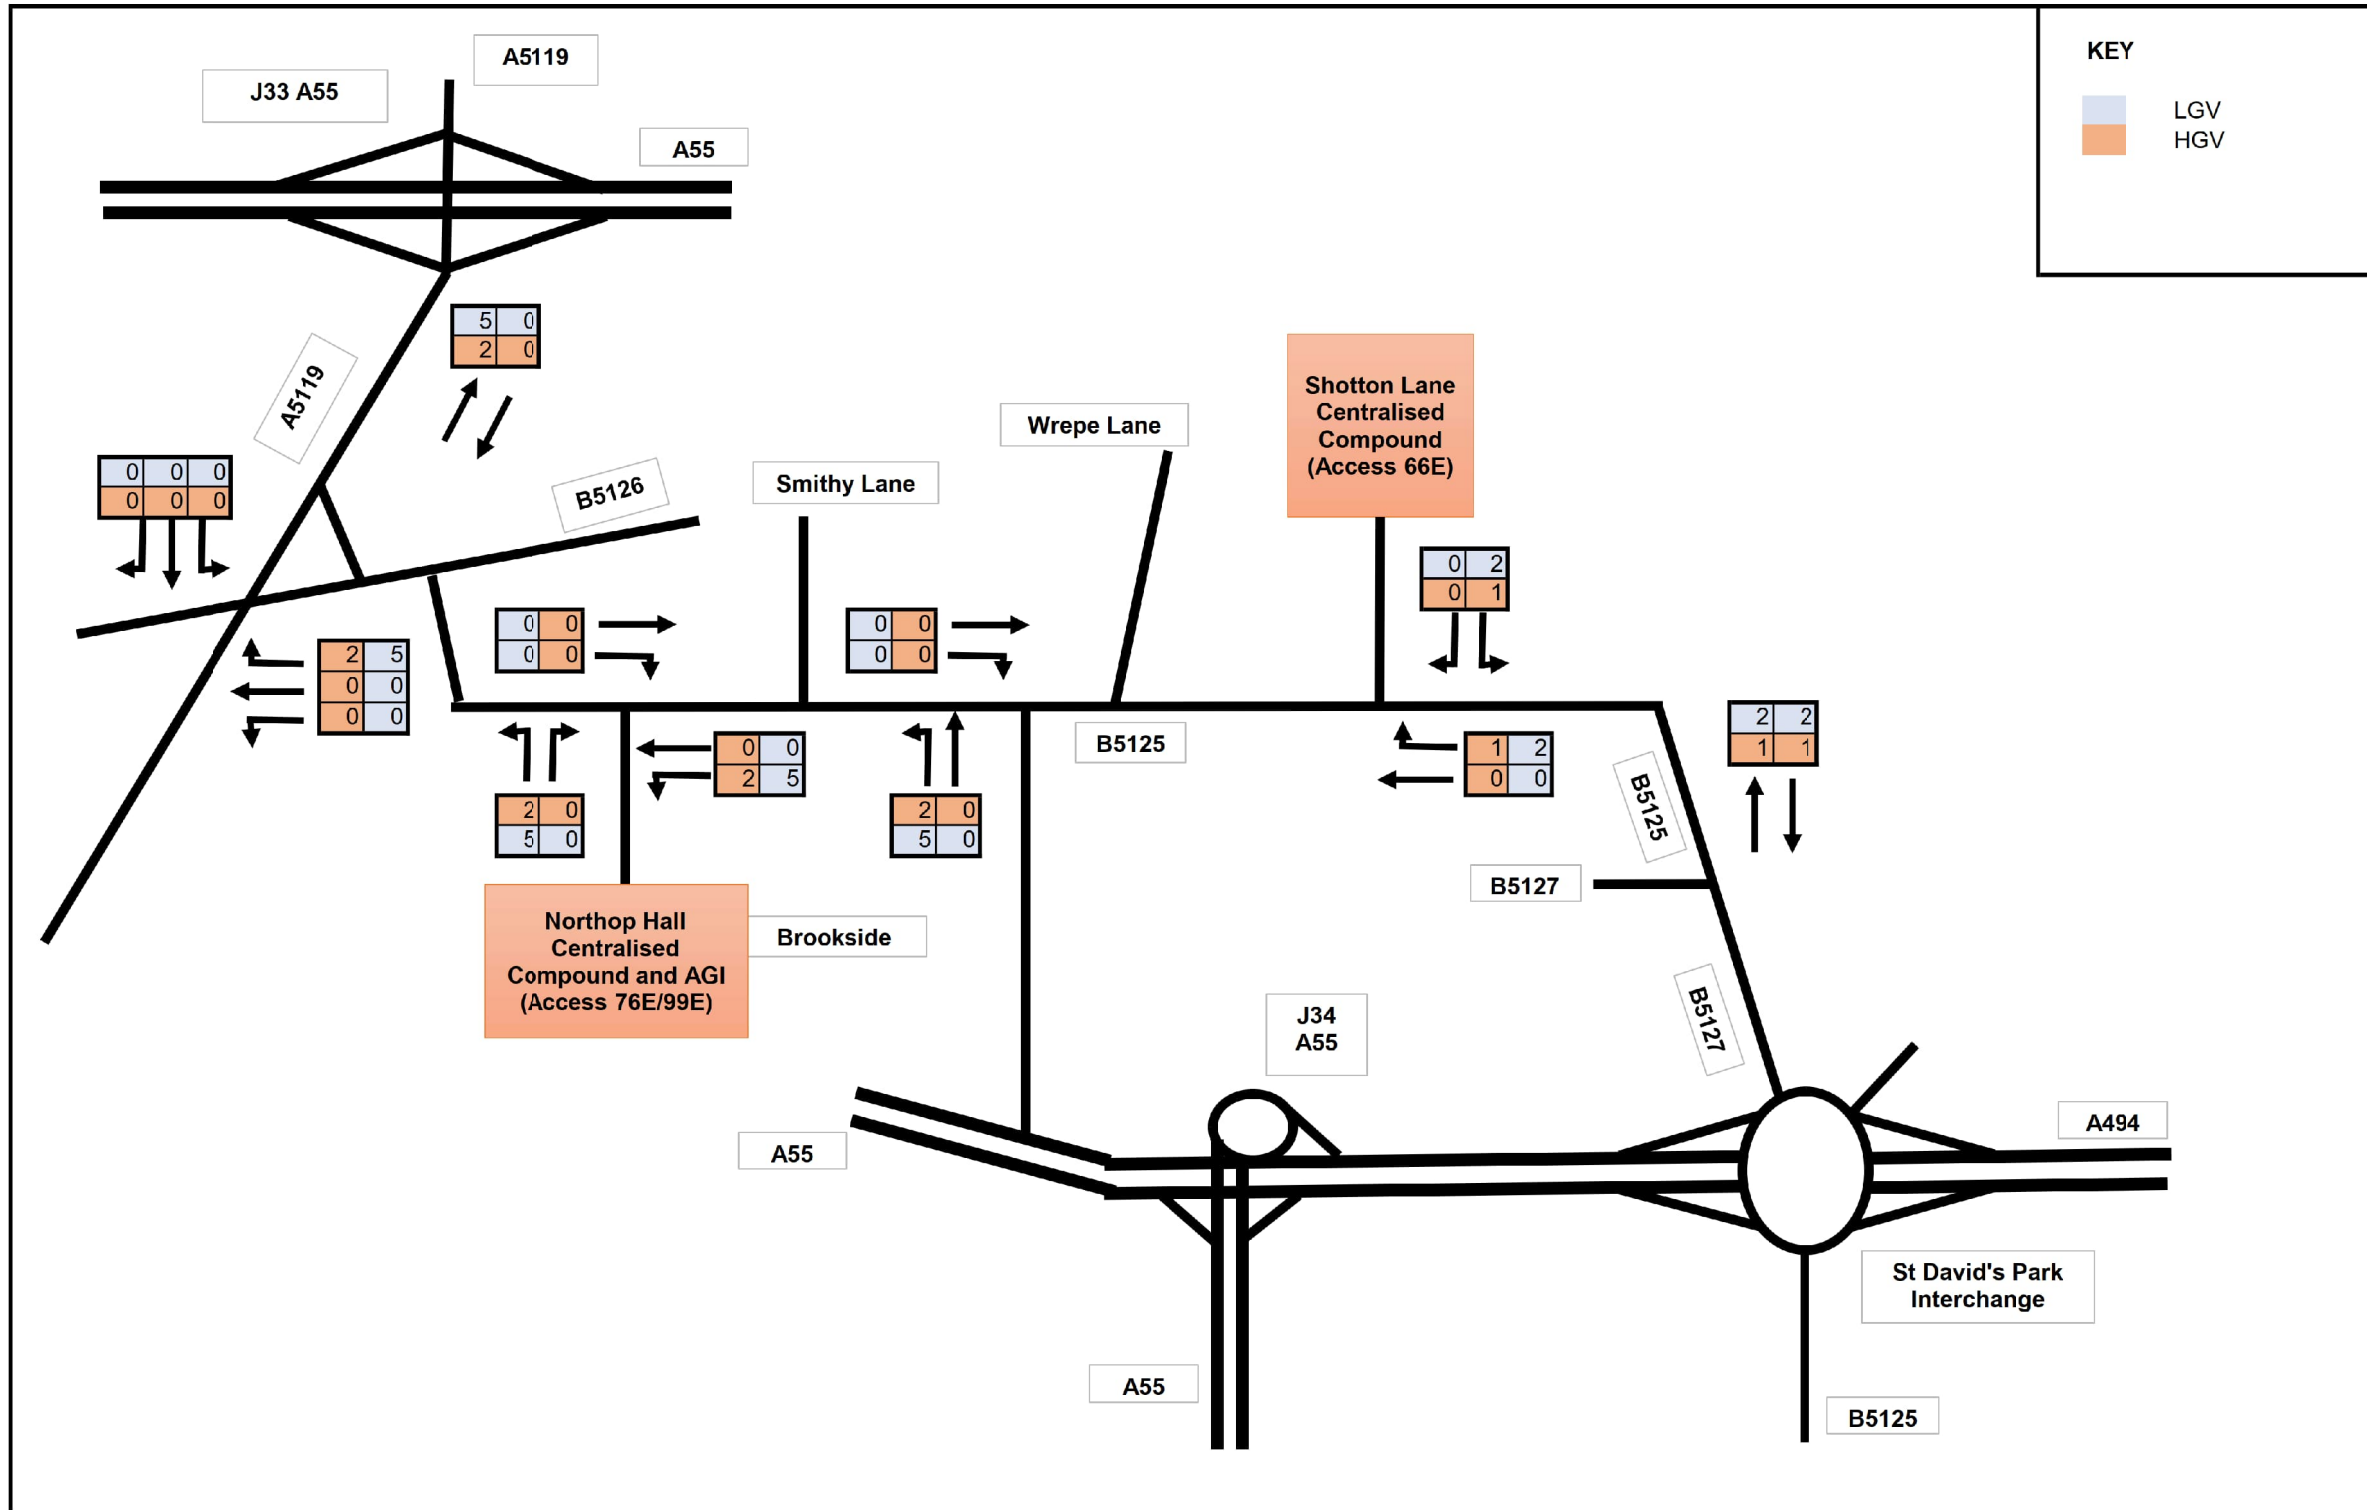 A5119
J33 A55
A55
KEY
LGV
HGV
5 0
2 0
A5119
B5126
Smithy Lane
Wrepe Lane
Shotton Lane
Centralised
Compound
(Access 66E)
0 0 0
0 0 0
0 2
0 1
0 0
0 0
0 0
0 0
2 5
0 0
0 0
B5125
0 0
2 5
1 2
0 0
2 2
1 1
2 0
5 0
2 0
5 0
B5125
B5127
Northop Hall
Centralised
Compound and AGI
(Access 76E/99E)
Brookside
B5127
J34
A55
A55
A494
St David's Park
Interchange
A55
B5125